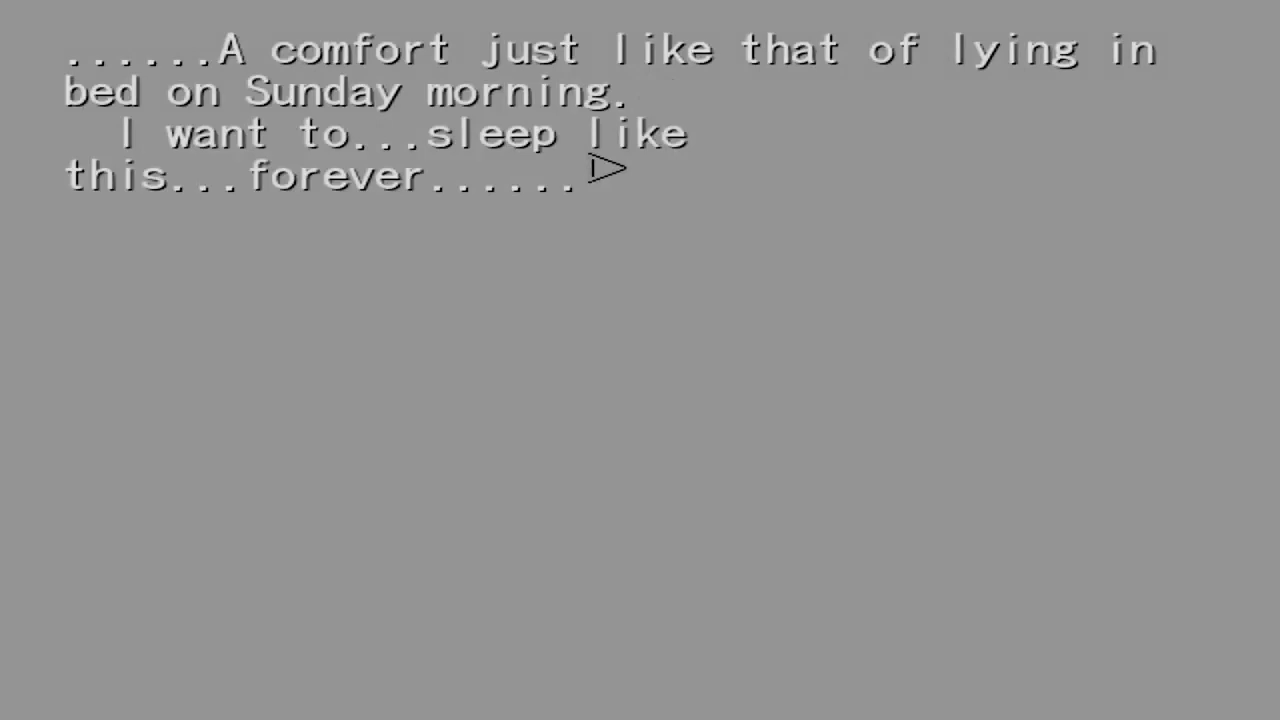 ......A comfort just like that of lying in
bed on Sunday morning.
I want to...sleep like
this...forever......